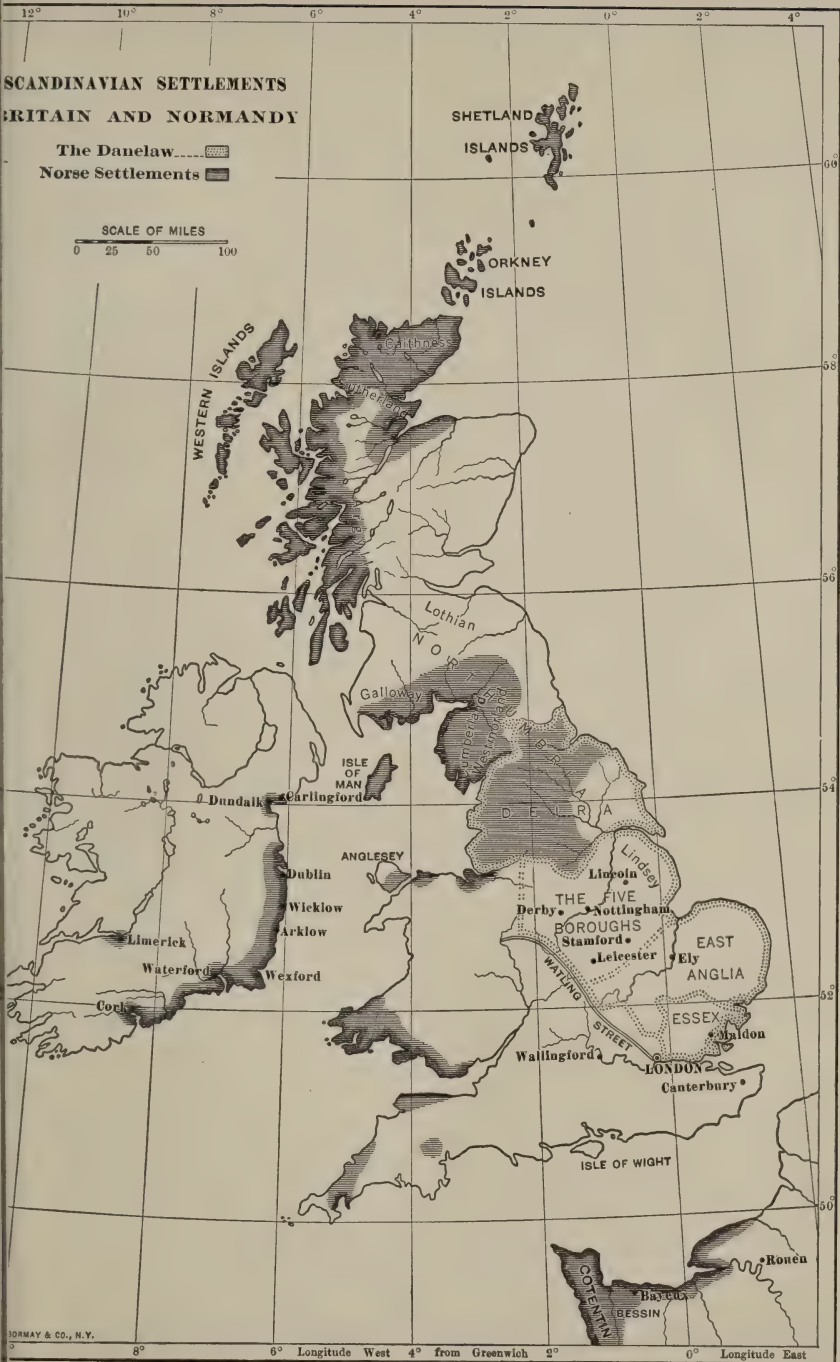 12° 10° 8° 6° 4° 2° 0° 2° 4°
SCANDINAVIAN SETTLEMENTS
BRITAIN AND NORMANDY
The Danelaw
Norse Settlements
SCALE OF MILES
0 25 50 100
SHETLAND
ISLANDS
60
ORKNEY
ISLANDS
WESTERN ISLANDS
Caithness
58
Sutherland
56
Lothian
NORTHUMBRIA
Galloway
Cumberland
Westmorland
ISLE
OF
MAN
54
Dundalk
Carlingford
DEIRA
ANGLESEY
Dublin
Lindsey
Lincoln
THE FIVE
Wicklow
Derby
Nottingham
BOROUGHS
Arklow
Stamford
EAST
Limerick
Leicester
Ely
ANGLIA
Waterford
Wexford
WATLING
STREET
52
Cork
ESSEX
Maldon
Wallingford
LONDON
Canterbury
ISLE OF WIGHT
50
Rouen
COTENTIN
Bayeux
BESSIN
BORMAY & CO., N.Y.
8° 6° Longitude West 4° from Greenwich 2° 0° Longitude East